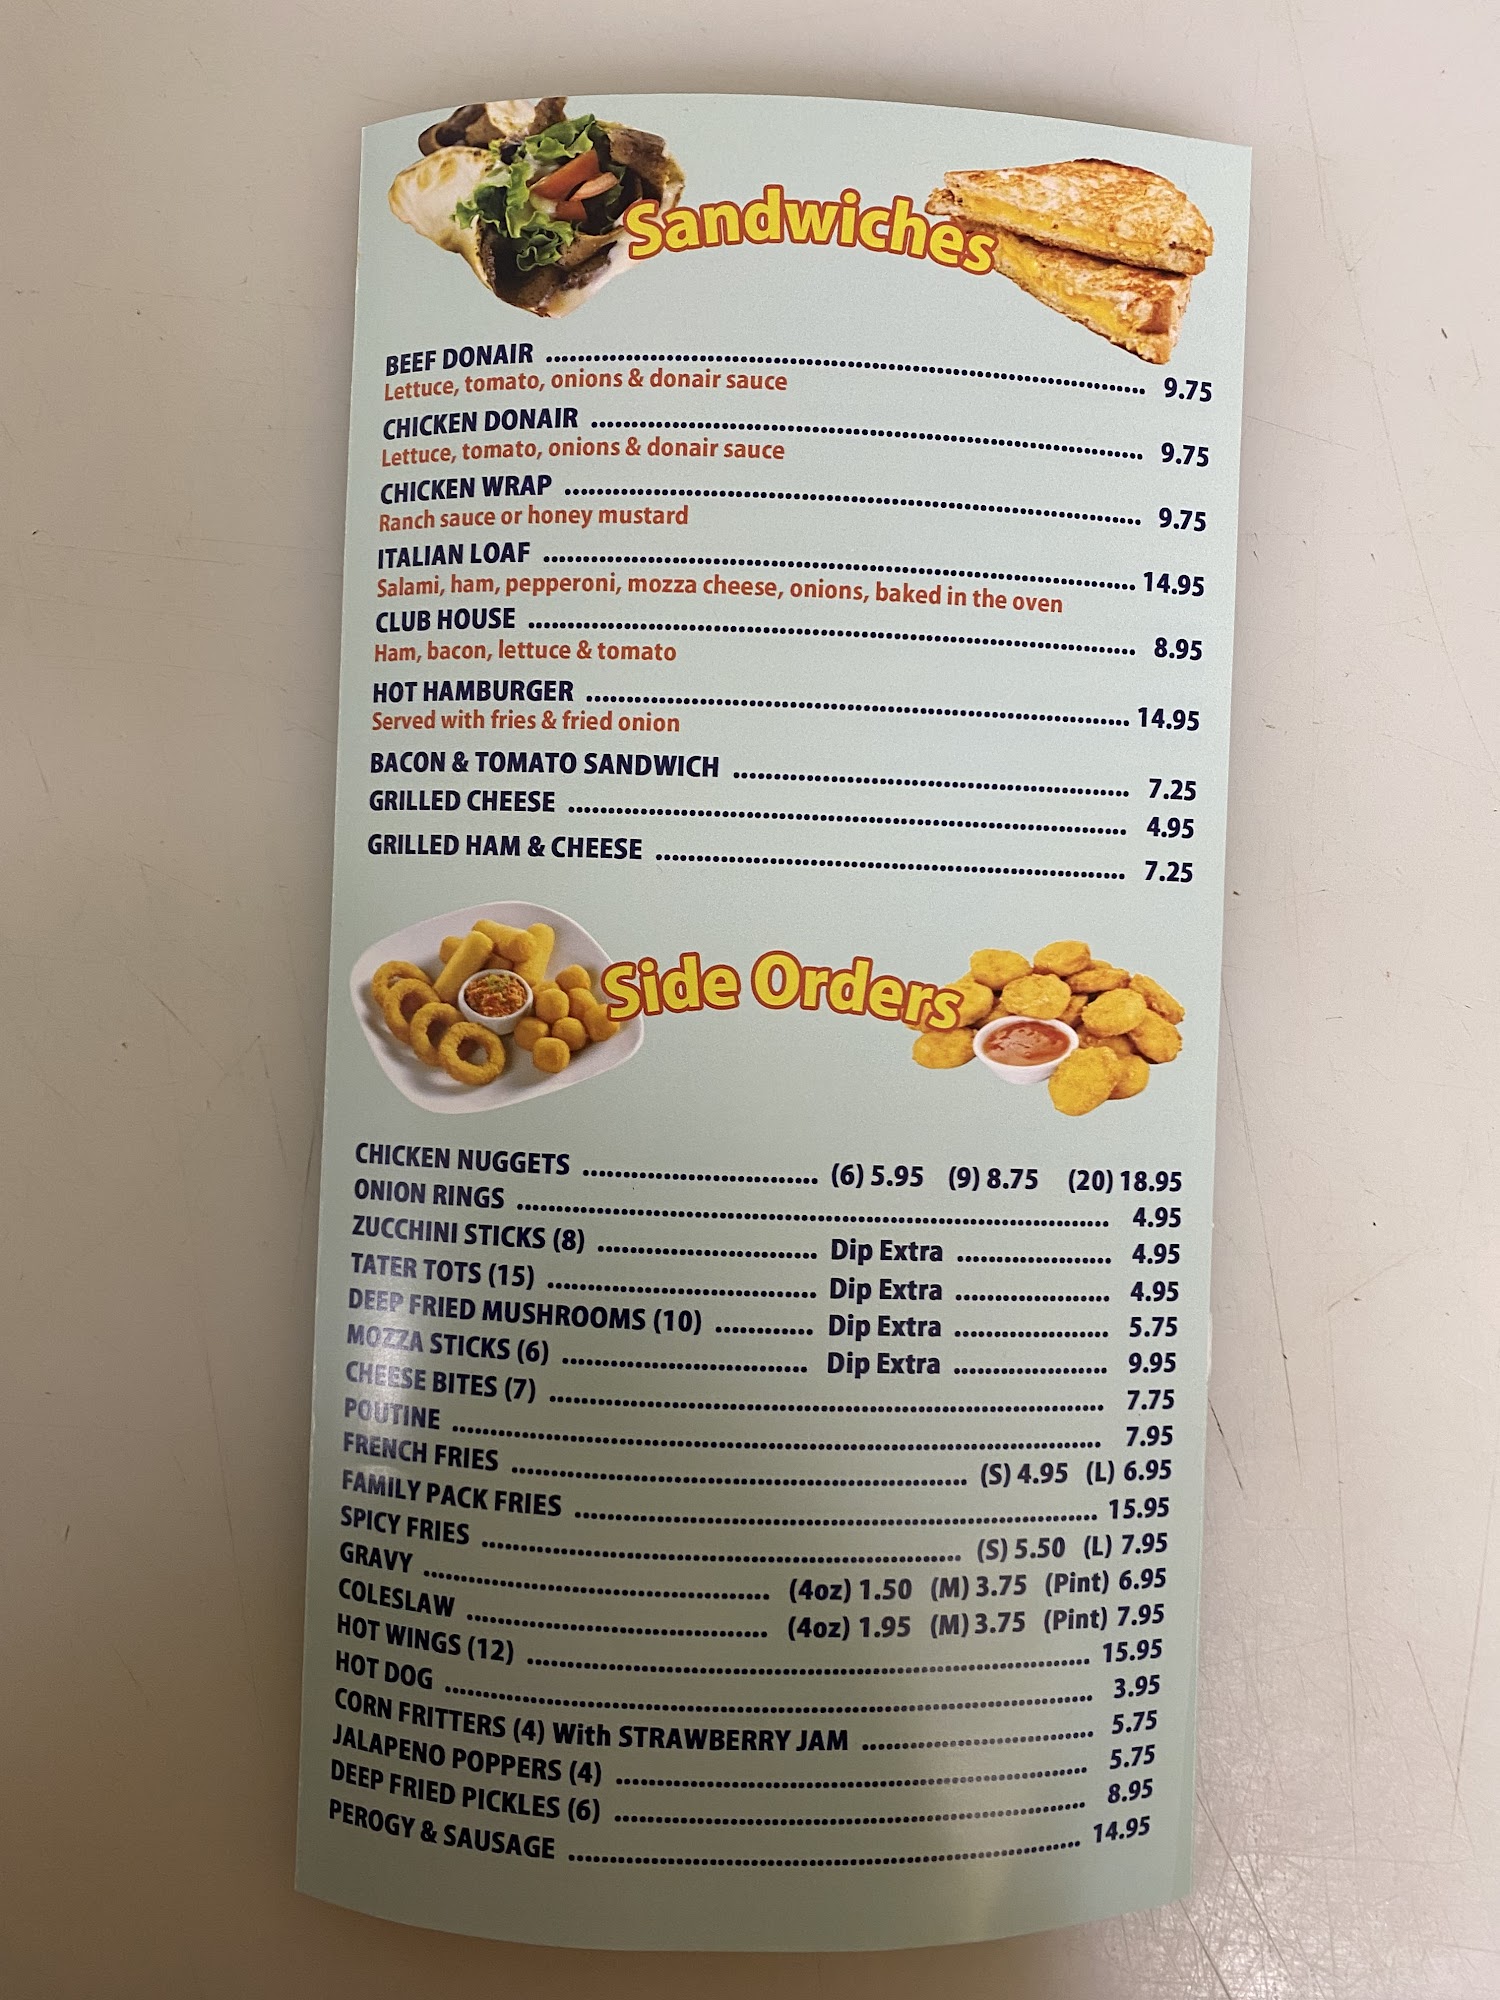 Sandwiches
BEEF DONAIR ........ 9.75
Lettuce, tomato, onions & donair sauce
CHICKEN DONAIR ........ 9.75
Lettuce, tomato, onions & donair sauce
CHICKEN WRAP ........ 9.75
Ranch sauce or honey mustard
ITALIAN LOAF ........ 14.95
Salami, ham, pepperoni, mozza cheese, onions, baked in the oven
CLUB HOUSE ........ 8.95
Ham, bacon, lettuce & tomato
HOT HAMBURGER ........ 14.95
Served with fries & fried onion
BACON & TOMATO SANDWICH ........ 7.25
GRILLED CHEESE ........ 4.95
GRILLED HAM & CHEESE ........ 7.25
Side Orders
CHICKEN NUGGETS ........ (6) 5.95 (9) 8.75 (20) 18.95
ONION RINGS ........ 4.95
ZUCCHINI STICKS (8) ........ Dip Extra ........ 4.95
TATER TOTS (15) ........ Dip Extra ........ 4.95
DEEP FRIED MUSHROOMS (10) ........ Dip Extra ........ 5.75
MOZZA STICKS (6) ........ Dip Extra ........ 9.95
CHEESE BITES (7) ........ 7.75
POUTINE ........ 7.95
FRENCH FRIES ........ (S) 4.95 (L) 6.95
FAMILY PACK FRIES ........ 15.95
SPICY FRIES ........ (S) 5.50 (L) 7.95
GRAVY ........ (4oz) 1.50 (M) 3.75 (Pint) 6.95
COLESLAW ........ (4oz) 1.95 (M) 3.75 (Pint) 7.95
HOT WINGS (12) ........ 15.95
HOT DOG ........ 3.95
CORN FRITTERS (4) With STRAWBERRY JAM ........ 5.75
JALAPENO POPPERS (4) ........ 5.75
DEEP FRIED PICKLES (6) ........ 8.95
PEROGY & SAUSAGE ........ 14.95